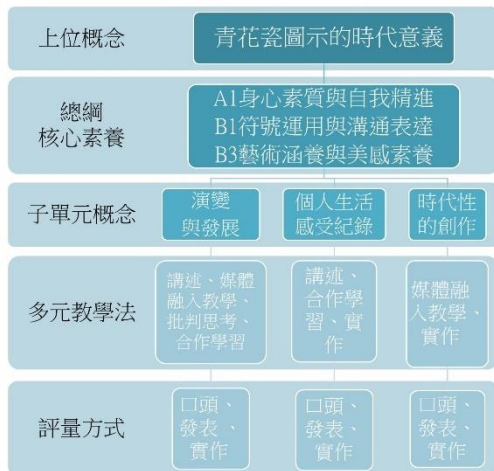 上位概念
青花瓷圖示的時代意義
總綱
核心素養
A1身心素質與自我精進
B1符號運用與溝通表達
B3藝術涵養與美感素養
子單元概念
演變
與發展
個人生活
感受紀錄
時代性
的創作
多元教學法
講述、媒體
融入教學、
批判思考、
合作學習
講述、
合作學
習、實
作
媒體融
入教學、
實作
評量方式
口頭、
發表、
實作
口頭、
發表、
實作
口頭、
發表、
實作